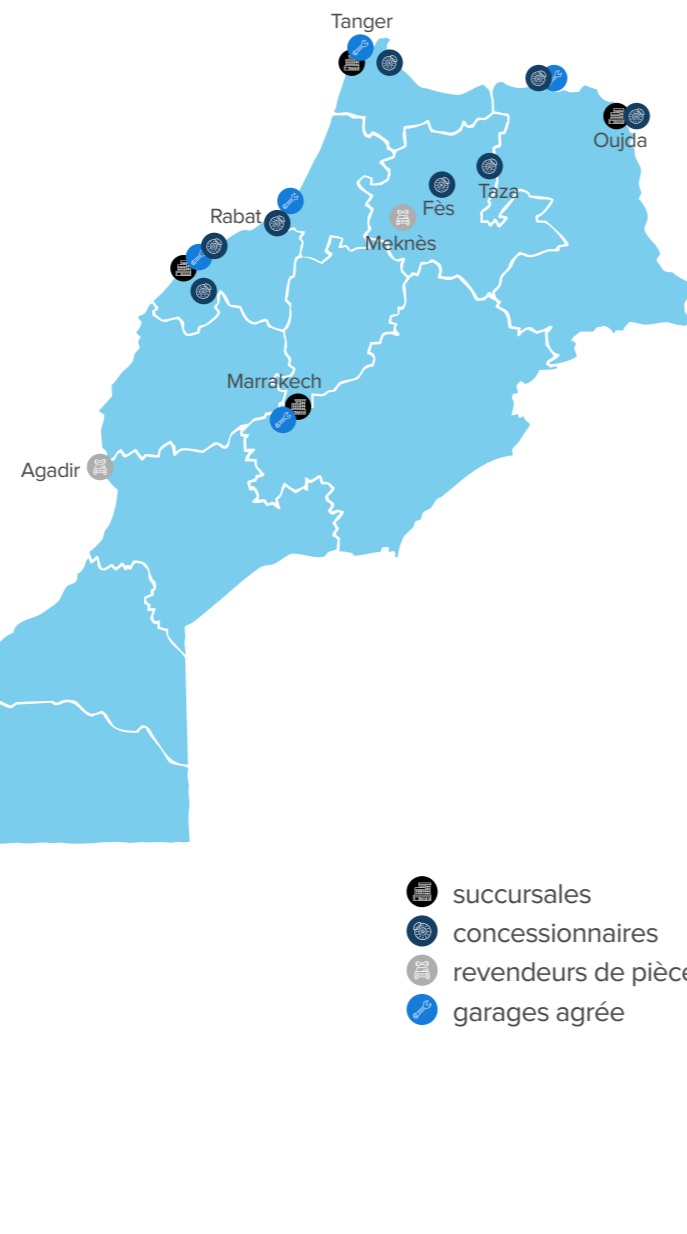 Tanger
Oujda
Taza
Fès
Rabat
Meknès
Marrakech
Agadir
succursales
concessionnaires
revendeurs de pièce
garages agrée